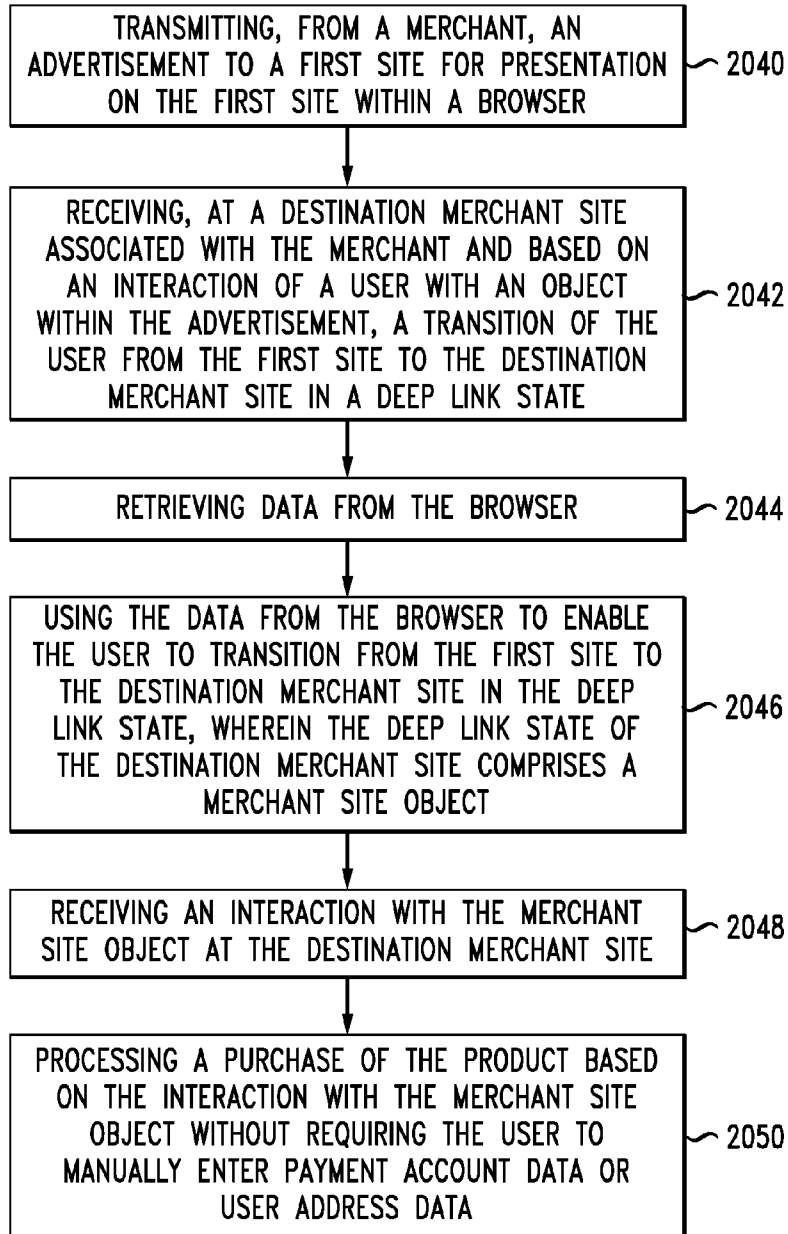 TRANSMITTING, FROM A MERCHANT, AN
ADVERTISEMENT TO A FIRST SITE FOR PRESENTATION
ON THE FIRST SITE WITHIN A BROWSER
2040
RECEIVING, AT A DESTINATION MERCHANT SITE
ASSOCIATED WITH THE MERCHANT AND BASED ON
AN INTERACTION OF A USER WITH AN OBJECT
WITHIN THE ADVERTISEMENT, A TRANSITION OF THE
USER FROM THE FIRST SITE TO THE DESTINATION
MERCHANT SITE IN A DEEP LINK STATE
2042
RETRIEVING DATA FROM THE BROWSER
2044
USING THE DATA FROM THE BROWSER TO ENABLE
THE USER TO TRANSITION FROM THE FIRST SITE TO
THE DESTINATION MERCHANT SITE IN THE DEEP
LINK STATE, WHEREIN THE DEEP LINK STATE OF
THE DESTINATION MERCHANT SITE COMPRISES A
MERCHANT SITE OBJECT
2046
RECEIVING AN INTERACTION WITH THE MERCHANT
SITE OBJECT AT THE DESTINATION MERCHANT SITE
2048
PROCESSING A PURCHASE OF THE PRODUCT BASED
ON THE INTERACTION WITH THE MERCHANT SITE
OBJECT WITHOUT REQUIRING THE USER TO
MANUALLY ENTER PAYMENT ACCOUNT DATA OR
USER ADDRESS DATA
2050